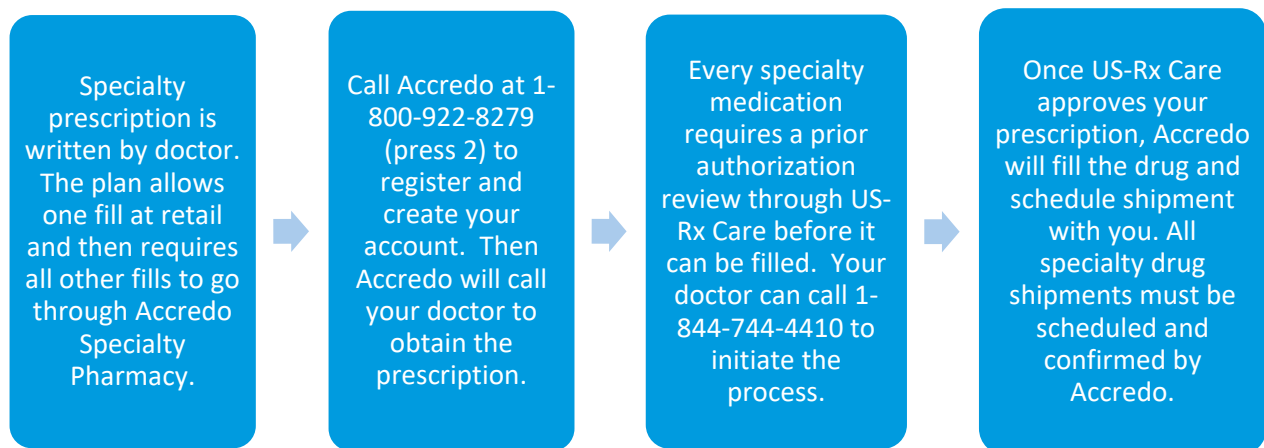 Specialty
prescription is
written by doctor.
The plan allows
one fill at retail
and then requires
all other fills to go
through Accredo
Specialty
Pharmacy.
Call Accredo at 1-
800-922-8279
(press 2) to
register and
create your
account.  Then
Accredo will call
your doctor to
obtain the
prescription.
Every specialty
medication
requires a prior
authorization
review through US-
Rx Care before it
can be filled.  Your
doctor can call 1-
844-744-4410 to
initiate the
process.
Once US-Rx Care
approves your
prescription, Accredo
will fill the drug and
schedule shipment
with you. All
specialty drug
shipments must be
scheduled and
confirmed by
Accredo.